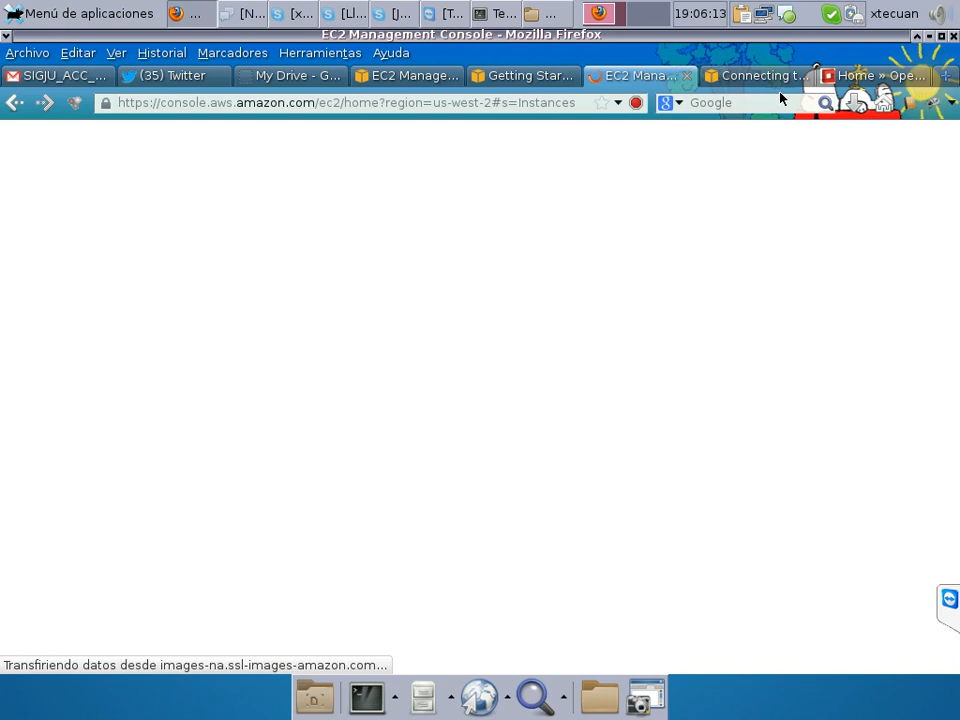 Menú de aplicaciones ... [N... [x... [Ll... [J... [T... Te... ... 19:06:13 xtecuan
EC2 Management Console - Mozilla Firefox
Archivo Editar Ver Historial Marcadores Herramientas Ayuda
SIGJU_ACC_... (35) Twitter My Drive - G... EC2 Manage... Getting Star... EC2 Mana... Connecting t... Home » Ope...
https://console.aws.amazon.com/ec2/home?region=us-west-2#s=Instances Google
Transfiriendo datos desde images-na.ssl-images-amazon.com...